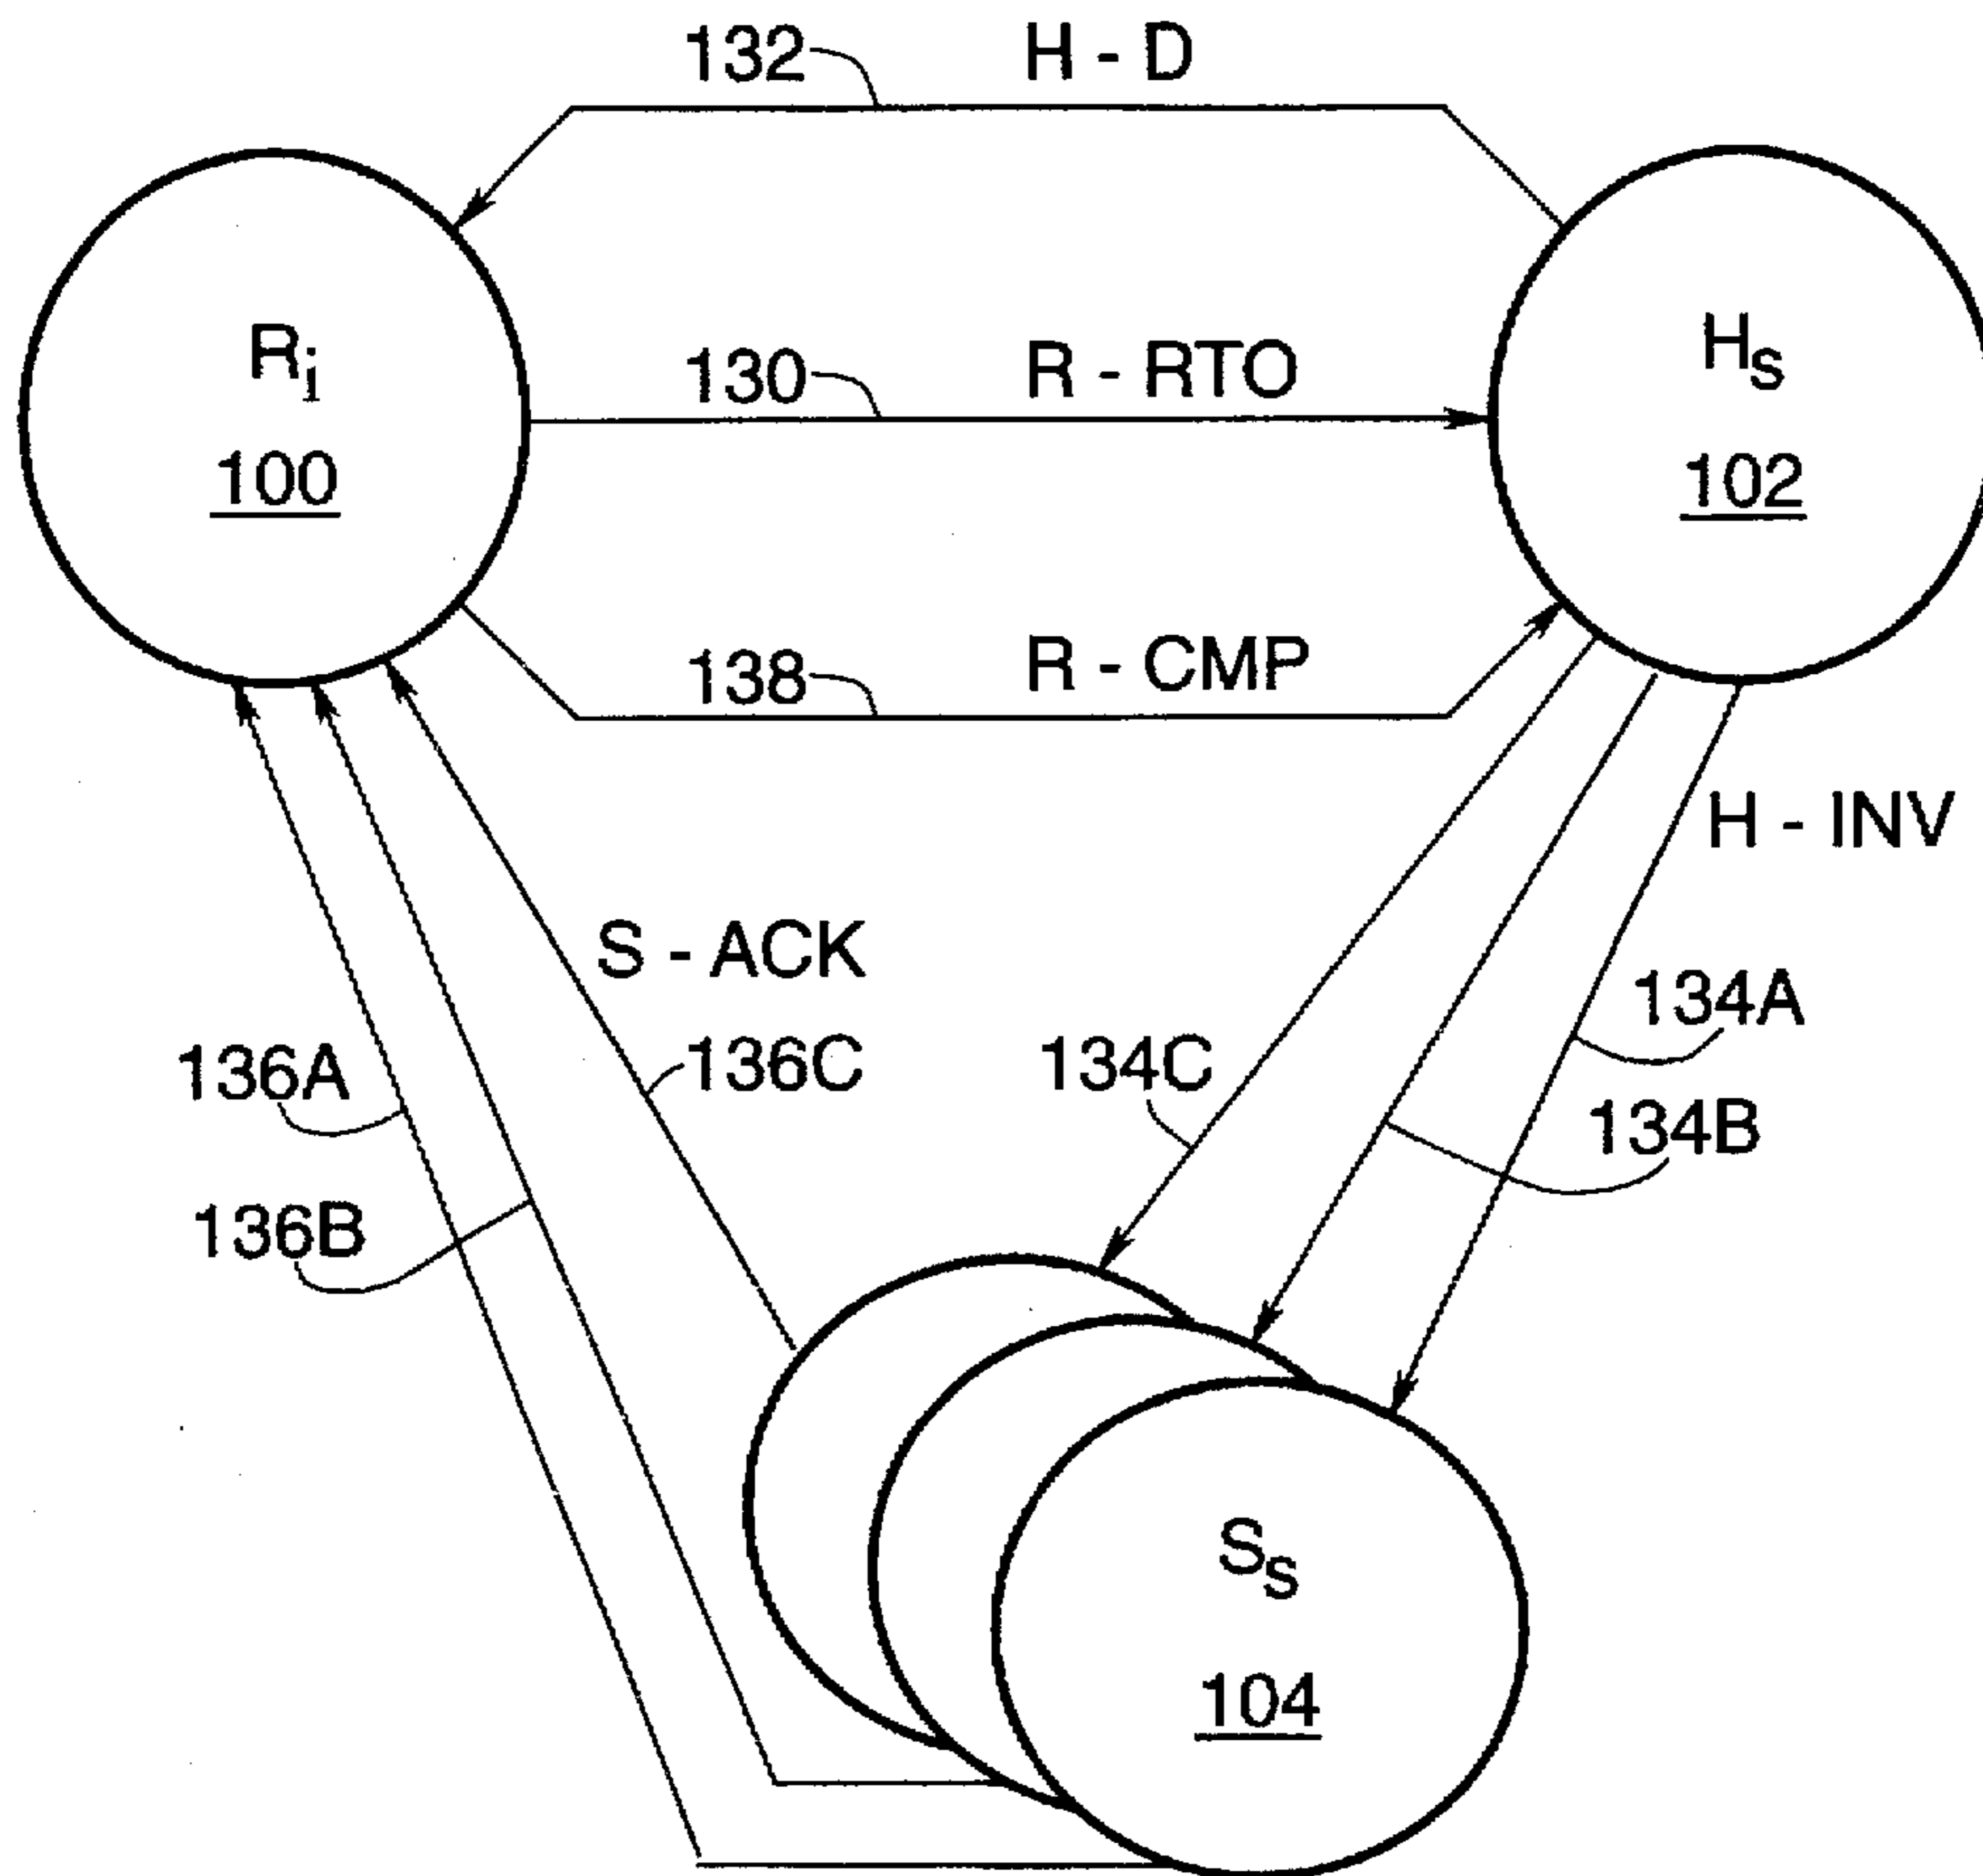 132 H - D
Ri
100
130 R - RTO
HS
102
138 R - CMP
H - INV
S - ACK
136C
134C
134A
136A
134B
136B
SS
104